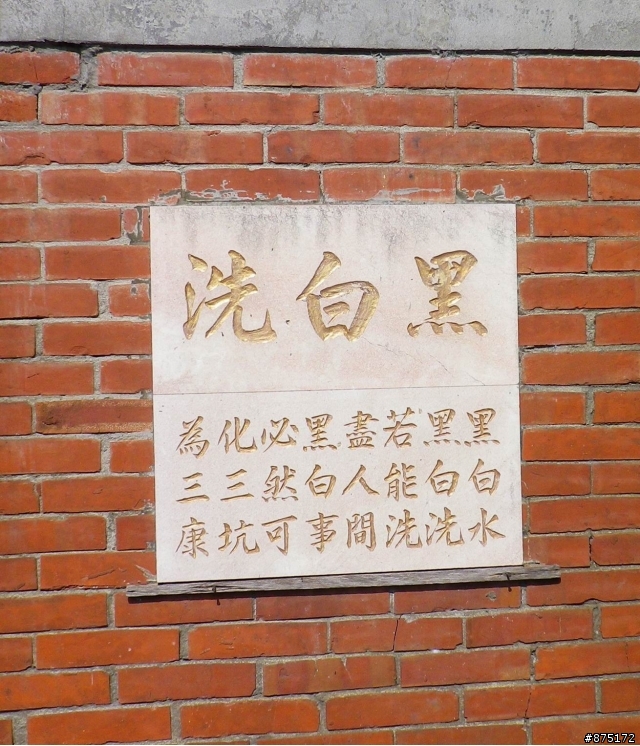 黑白洗
黑白水
黑白洗
若能洗
盡人間
黑白事
必然可
化三坑
為三康
#875172